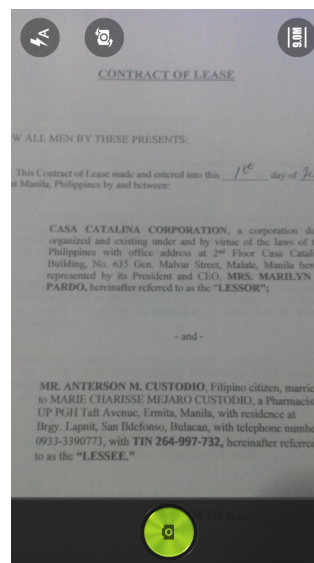 A
9.0M
CONTRACT OF LEASE
W ALL MEN BY THESE PRESENTS:
This Contract of Lease made and entered into this 1st day of
at Manila, Philippines by and between:
CASA CATALINA CORPORATION, a corporation
organized and existing under and by virtue of the laws of
Philippines with office address at 2nd Floor Casa Catal
Building, No. 635 Gen. Malvar Street, Malate, Manila here
represented by its President and CEO, MRS. MARILYN
PARDO, hereinafter referred to as the "LESSOR";
- and -
MR. ANTERSON M. CUSTODIO, Filipino citizen, marrie
to MARIE CHARISSE MEJARO CUSTODIO, a Pharmacis
UP PGH Taft Avenue, Ermita, Manila, with residence at
Brgy. Lapnit, San Ildefonso, Bulacan, with telephone numbe
0933-3390773, with TIN 264-997-732, hereinafter referre
to as the "LESSEE."